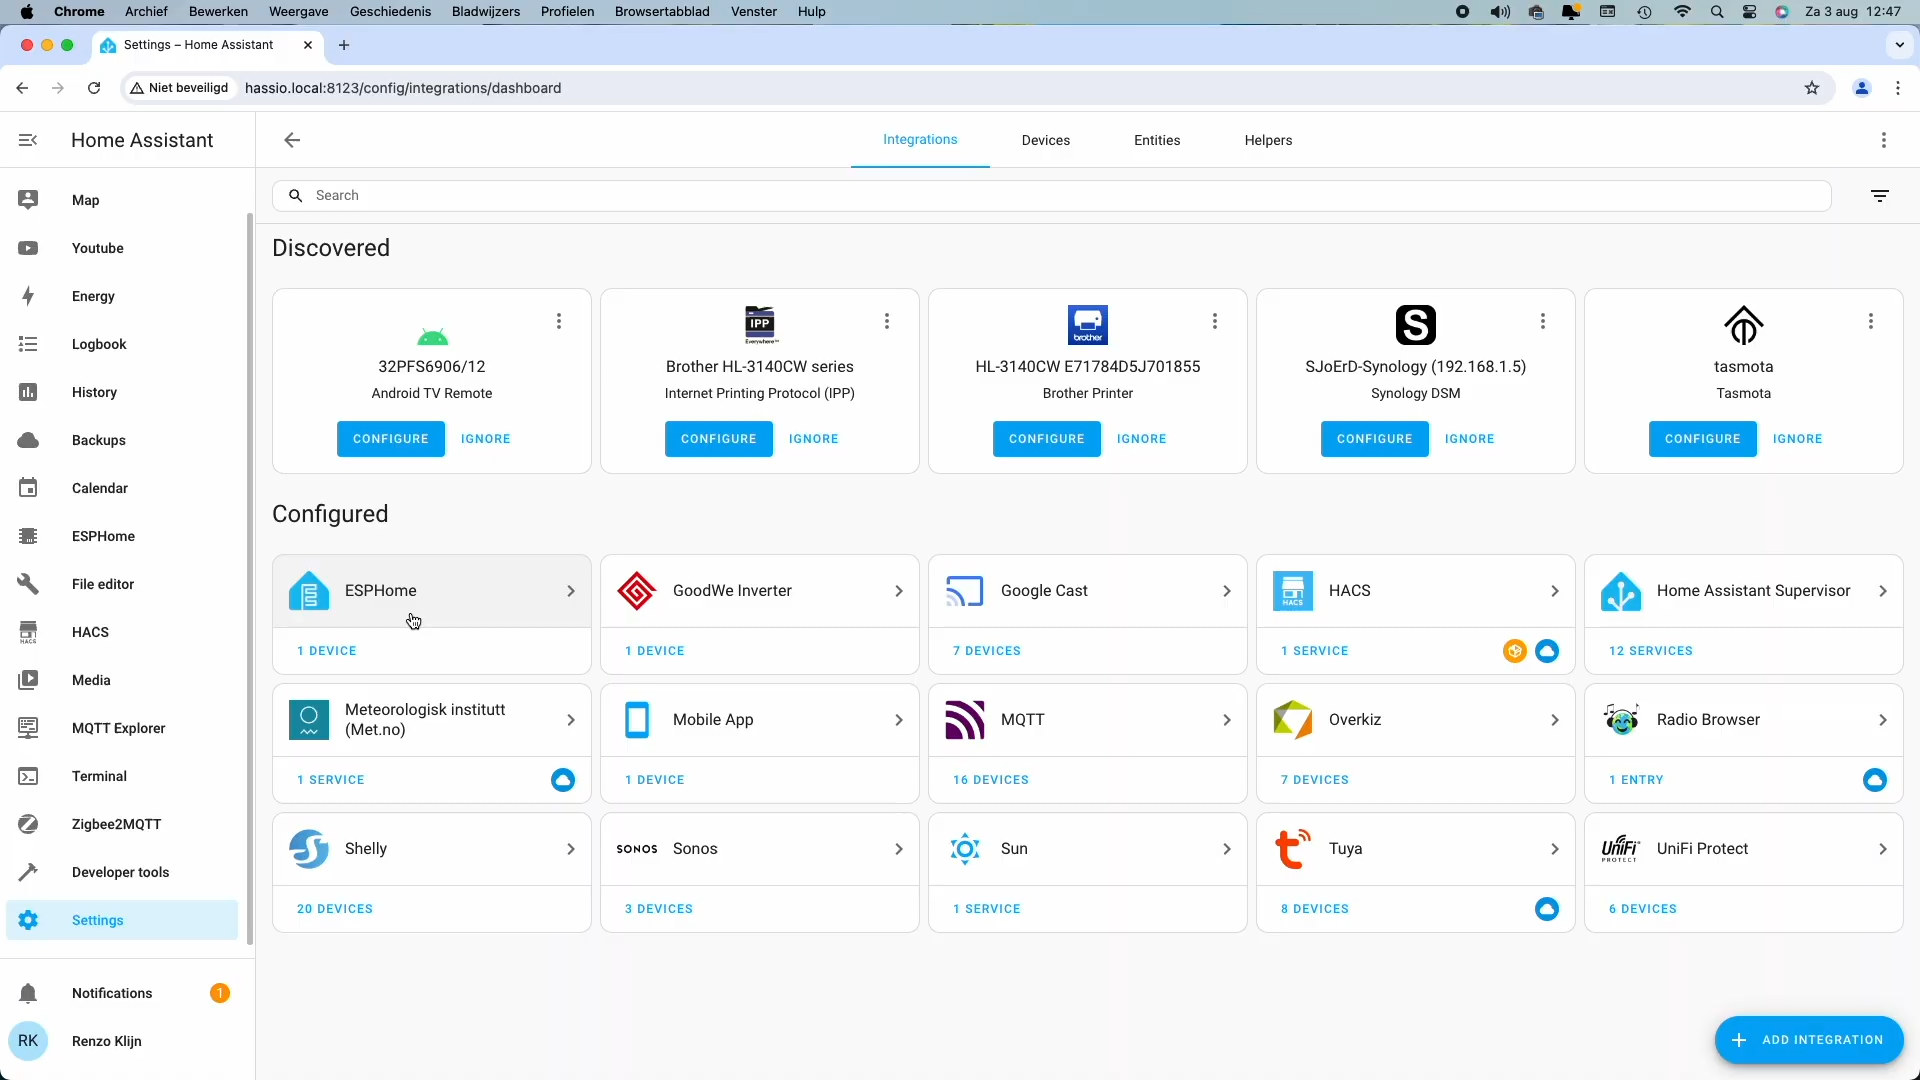 Chrome Archief Bewerken Weergave Geschiedenis Bladwijzers Profielen Browsertabblad Venster Hulp Za 3 aug 12:47
Settings – Home Assistant
Niet beveiligd hassio.local:8123/config/integrations/dashboard
Home Assistant
Integrations Devices Entities Helpers
Search
Map
Youtube
Energy
Logbook
History
Backups
Calendar
ESPHome
File editor
HACS
Media
MQTT Explorer
Terminal
Zigbee2MQTT
Developer tools
Settings
Notifications 1
RK Renzo Klijn
Discovered
32PFS6906/12
Android TV Remote
CONFIGURE IGNORE
IPP
Everywhere
Brother HL-3140CW series
Internet Printing Protocol (IPP)
CONFIGURE IGNORE
brother
HL-3140CW E71784D5J701855
Brother Printer
CONFIGURE IGNORE
S
SJoErD-Synology (192.168.1.5)
Synology DSM
CONFIGURE IGNORE
tasmota
Tasmota
CONFIGURE IGNORE
Configured
ESPHome
1 DEVICE
GoodWe Inverter
1 DEVICE
Google Cast
7 DEVICES
HACS
HACS
1 SERVICE
Home Assistant Supervisor
12 SERVICES
Meteorologisk institutt
(Met.no)
1 SERVICE
Mobile App
1 DEVICE
MQTT
16 DEVICES
Overkiz
7 DEVICES
Radio Browser
1 ENTRY
Shelly
20 DEVICES
SONOS Sonos
3 DEVICES
Sun
1 SERVICE
Tuya
8 DEVICES
UniFi
PROTECT
UniFi Protect
6 DEVICES
ADD INTEGRATION